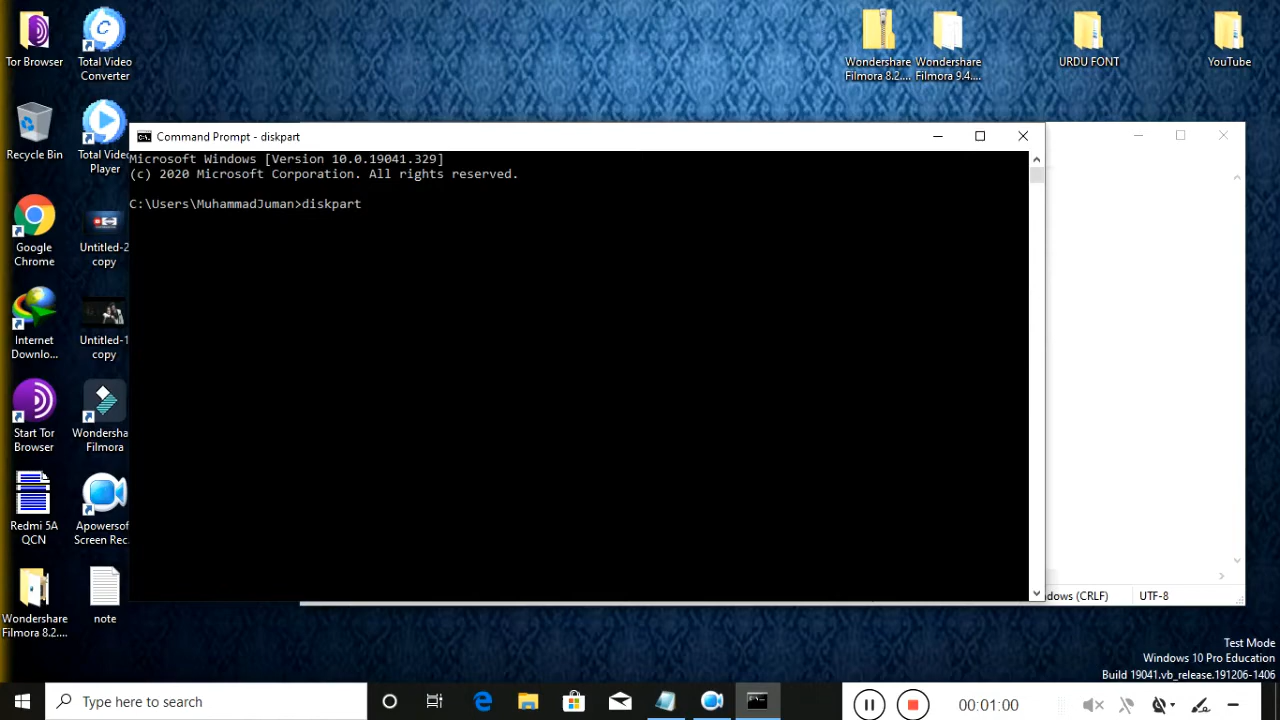 Tor Browser
Total Video
Converter
Wondershare
Filmora 8.2....
Wondershare
Filmora 9.4....
URDU FONT
YouTube
Recycle Bin
Total Video
Player
Google
Chrome
Untitled-2
copy
Internet
Downlo...
Untitled-1
copy
Start Tor
Browser
Wondersha
Filmora
Redmi 5A
QCN
Apowersof
Screen Rec.
Wondershare
Filmora 8.2....
note
Command Prompt - diskpart
Microsoft Windows [Version 10.0.19041.329]
(c) 2020 Microsoft Corporation. All rights reserved.
C:\Users\MuhammadJuman>diskpart
dows (CRLF)
UTF-8
Test Mode
Windows 10 Pro Education
Build 19041.vb_release.191206-1406
Type here to search
00:01:00